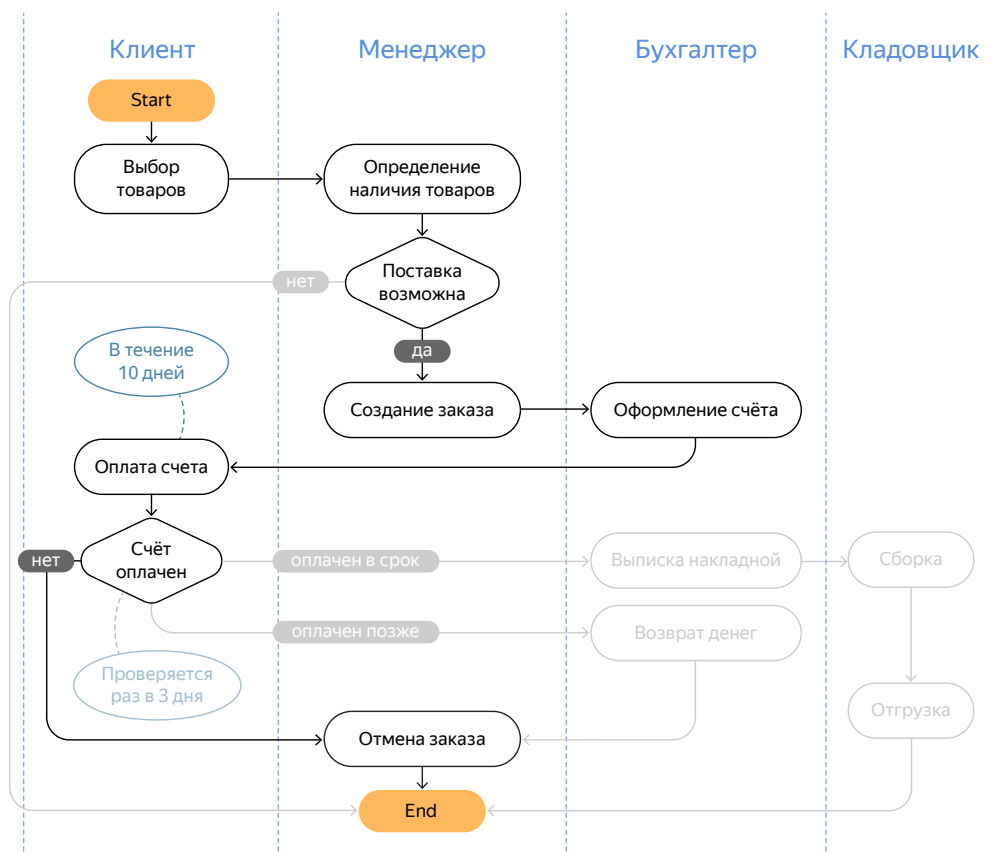 Клиент
Менеджер
Бухгалтер
Кладовщик
Start
Выбор
товаров
Определение
наличия товаров
Поставка
возможна
нет
да
В течение
10 дней
Создание заказа
Оформление счёта
Оплата счета
Счёт
оплачен
нет
оплачен в срок
Выписка накладной
Сборка
оплачен позже
Возврат денег
Проверяется
раз в 3 дня
Отгрузка
Отмена заказа
End